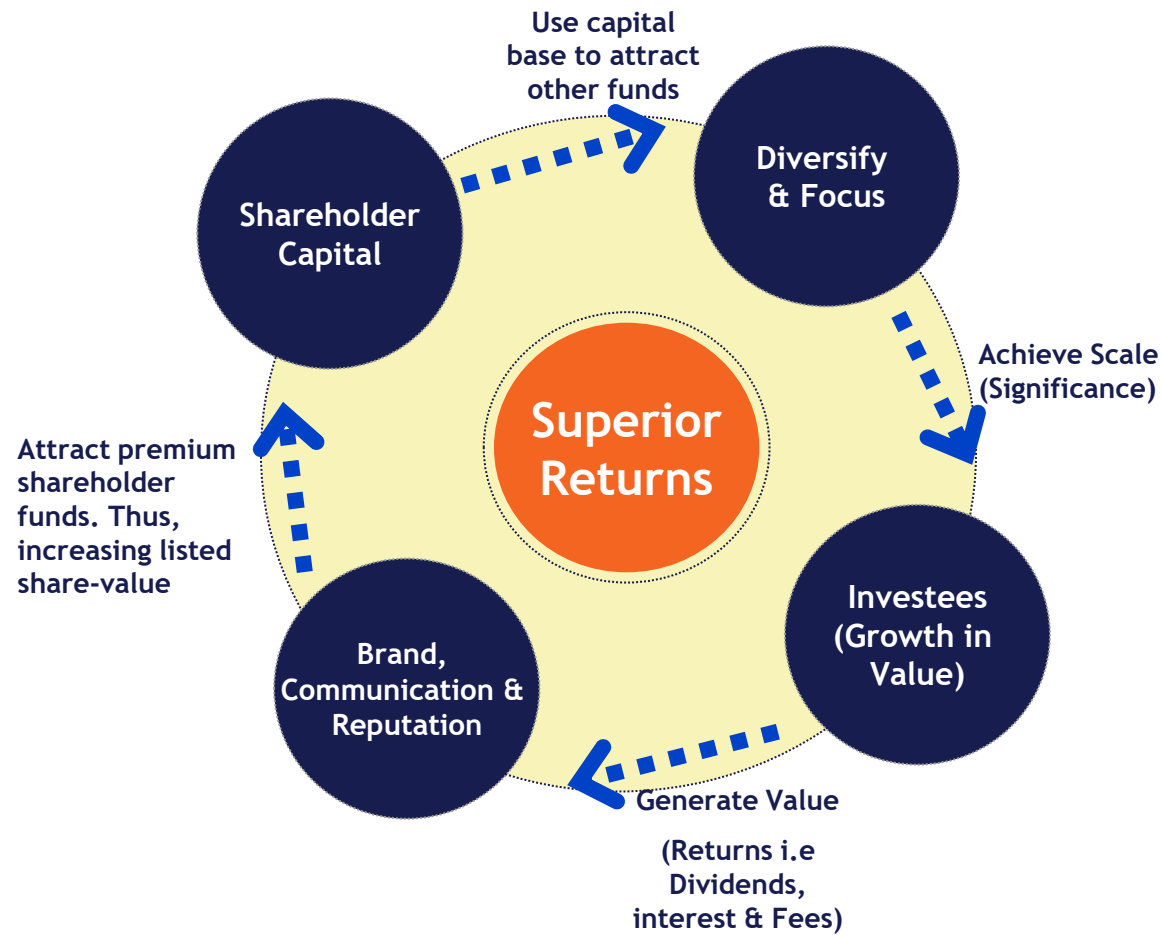 Use capital
base to attract
other funds
Shareholder
Capital
Diversify
& Focus
Achieve Scale
(Significance)
Superior
Returns
Attract premium
shareholder
funds. Thus,
increasing listed
share-value
Investees
(Growth in
Value)
Brand,
Communication &
Reputation
Generate Value
(Returns i.e
Dividends,
interest & Fees)